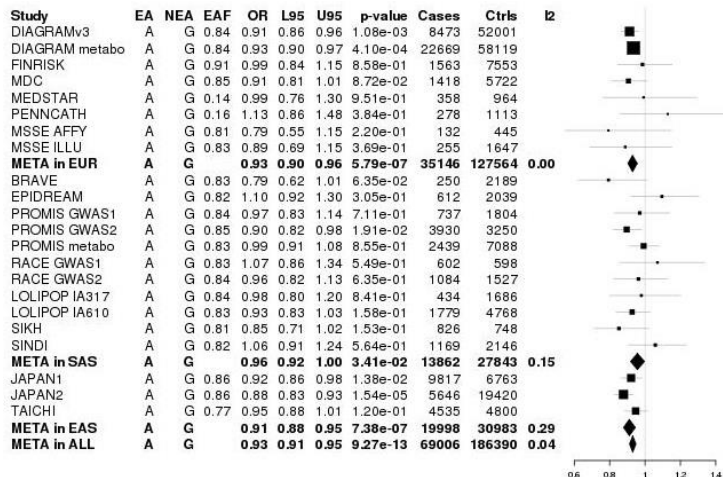 Study EA NEA EAF OR L95 U95 p-value Cases Ctrls I2
DIAGRAMv3 A G 0.84 0.91 0.86 0.96 1.08e-03 8473 52001
DIAGRAM metabo A G 0.84 0.93 0.90 0.97 4.10e-04 22669 58119
FINRISK A G 0.91 0.99 0.84 1.15 8.58e-01 1563 7553
MDC A G 0.85 0.91 0.81 1.01 8.72e-02 1418 5722
MEDSTAR A G 0.14 0.99 0.76 1.30 9.51e-01 358 964
PENNCATH A G 0.16 1.13 0.86 1.48 3.84e-01 278 1113
MSSE AFFY A G 0.81 0.79 0.55 1.15 2.20e-01 132 445
MSSE ILLU A G 0.83 0.89 0.69 1.15 3.69e-01 255 1647
META in EUR A G 0.93 0.90 0.96 5.79e-07 35146 127564 0.00
BRAVE A G 0.83 0.79 0.62 1.01 6.35e-02 250 2189
EPIDREAM A G 0.82 1.10 0.92 1.30 3.05e-01 612 2039
PROMIS GWAS1 A G 0.84 0.97 0.83 1.14 7.11e-01 737 1804
PROMIS GWAS2 A G 0.85 0.90 0.82 0.98 1.91e-02 3930 3250
PROMIS metabo A G 0.83 0.99 0.91 1.08 8.55e-01 2439 7088
RACE GWAS1 A G 0.83 1.07 0.86 1.34 5.49e-01 602 598
RACE GWAS2 A G 0.84 0.96 0.82 1.13 6.35e-01 1084 1527
LOLIPOP IA317 A G 0.84 0.98 0.80 1.20 8.41e-01 434 1686
LOLIPOP IA610 A G 0.83 0.93 0.83 1.03 1.58e-01 1779 4768
SIKH A G 0.81 0.85 0.71 1.02 1.53e-01 826 748
SINDI A G 0.82 1.06 0.91 1.24 5.64e-01 1169 2146
META in SAS A G 0.96 0.92 1.00 3.41e-02 13862 27843 0.15
JAPAN1 A G 0.86 0.92 0.86 0.98 1.38e-02 9817 6763
JAPAN2 A G 0.86 0.88 0.83 0.93 1.54e-05 5646 19420
TAICHI A G 0.77 0.95 0.88 1.01 1.20e-01 4535 4800
META in EAS A G 0.91 0.88 0.95 7.38e-07 19998 30983 0.29
META in ALL A G 0.93 0.91 0.95 9.27e-13 69006 186390 0.04
0.6 0.8 1 1.2 1.4